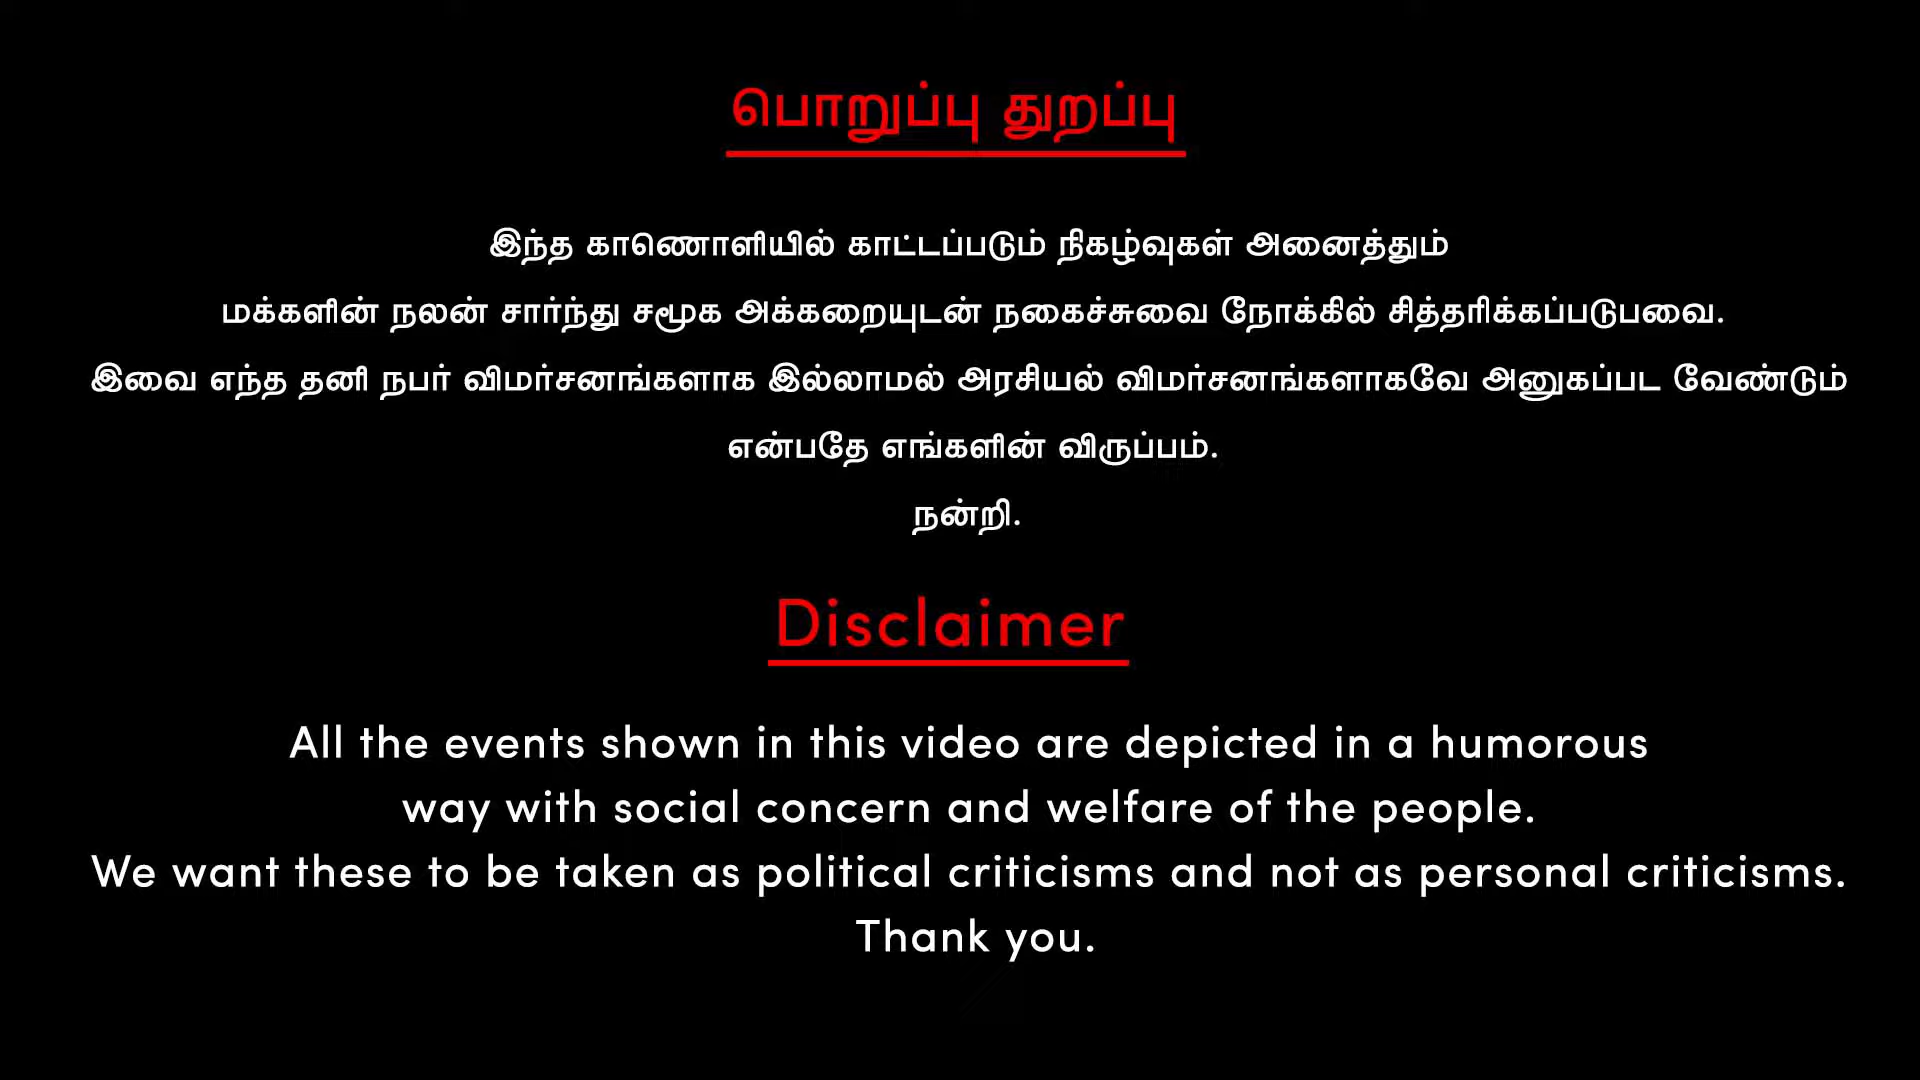 பொறுப்பு துறப்பு
இந்த காணொளியில் காட்டப்படும் நிகழ்வுகள் அனைத்தும்
மக்களின் நலன் சார்ந்து சமூக அக்கறையுடன் நகைச்சுவை நோக்கில் சித்தரிக்கப்படுபவை.
இவை எந்த தனி நபர் விமர்சனங்களாக இல்லாமல் அரசியல் விமர்சனங்களாகவே அனுகப்பட வேண்டும்
என்பதே எங்களின் விருப்பம்.
நன்றி.
Disclaimer
All the events shown in this video are depicted in a humorous
way with social concern and welfare of the people.
We want these to be taken as political criticisms and not as personal criticisms.
Thank you.